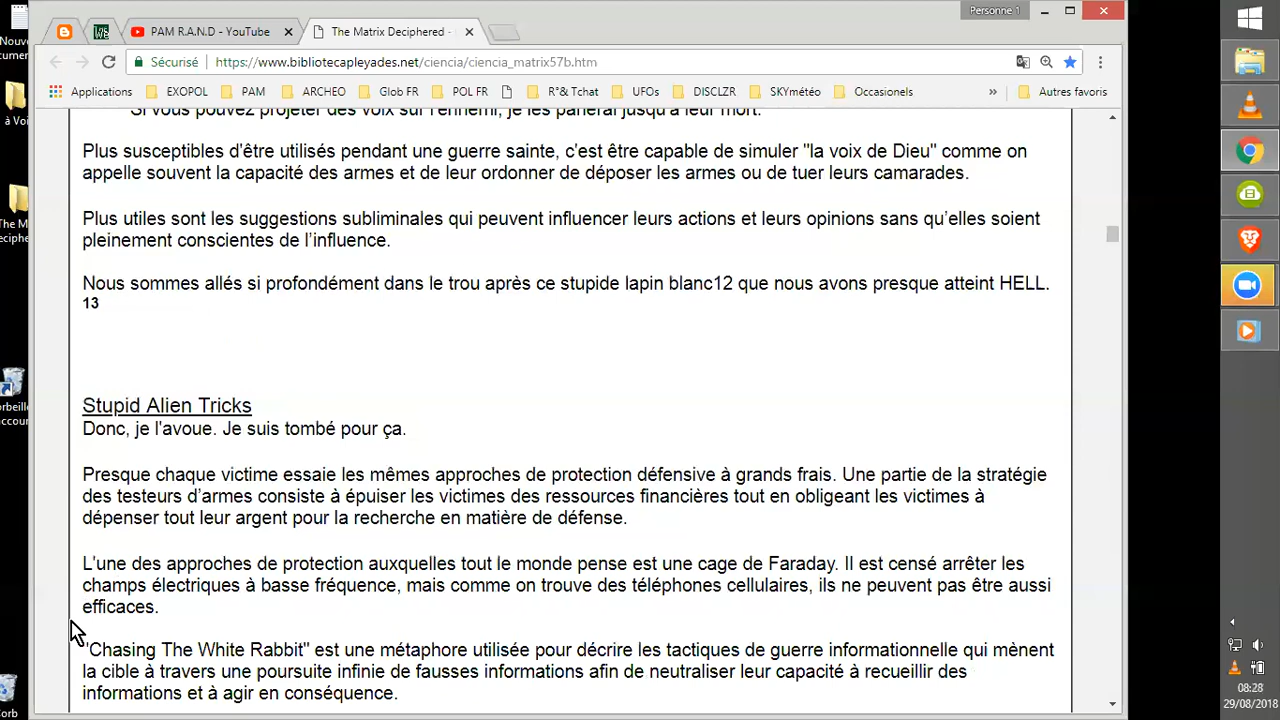 Personne 1
PAM R.A.N.D - YouTube
The Matrix Deciphered -
Sécurisé
https://www.bibliotecapleyades.net/ciencia/ciencia_matrix57b.htm
Applications EXOPOL PAM ARCHEO Glob FR POL FR R°& Tchat UFOs DISCLZR SKYmétéo Occasionels » Autres favoris
Si vous pouvez projeter des voix sur l'ennemi, je les parierai jusqu'à leur mort.
Plus susceptibles d'être utilisés pendant une guerre sainte, c'est être capable de simuler "la voix de Dieu" comme on
appelle souvent la capacité des armes et de leur ordonner de déposer les armes ou de tuer leurs camarades.
Plus utiles sont les suggestions subliminales qui peuvent influencer leurs actions et leurs opinions sans qu'elles soient
pleinement conscientes de l'influence.
Nous sommes allés si profondément dans le trou après ce stupide lapin blanc12 que nous avons presque atteint HELL.
13
Stupid Alien Tricks
Donc, je l'avoue. Je suis tombé pour ça.
Presque chaque victime essaie les mêmes approches de protection défensive à grands frais. Une partie de la stratégie
des testeurs d'armes consiste à épuiser les victimes des ressources financières tout en obligeant les victimes à
dépenser tout leur argent pour la recherche en matière de défense.
L'une des approches de protection auxquelles tout le monde pense est une cage de Faraday. Il est censé arrêter les
champs électriques à basse fréquence, mais comme on trouve des téléphones cellulaires, ils ne peuvent pas être aussi
efficaces.
"Chasing The White Rabbit" est une métaphore utilisée pour décrire les tactiques de guerre informationnelle qui mènent
la cible à travers une poursuite infinie de fausses informations afin de neutraliser leur capacité à recueillir des
informations et à agir en conséquence.
Nouve
ocumen
à Voi
The M
eciphe
orbeille
accour
Corb
08:28
29/08/2018